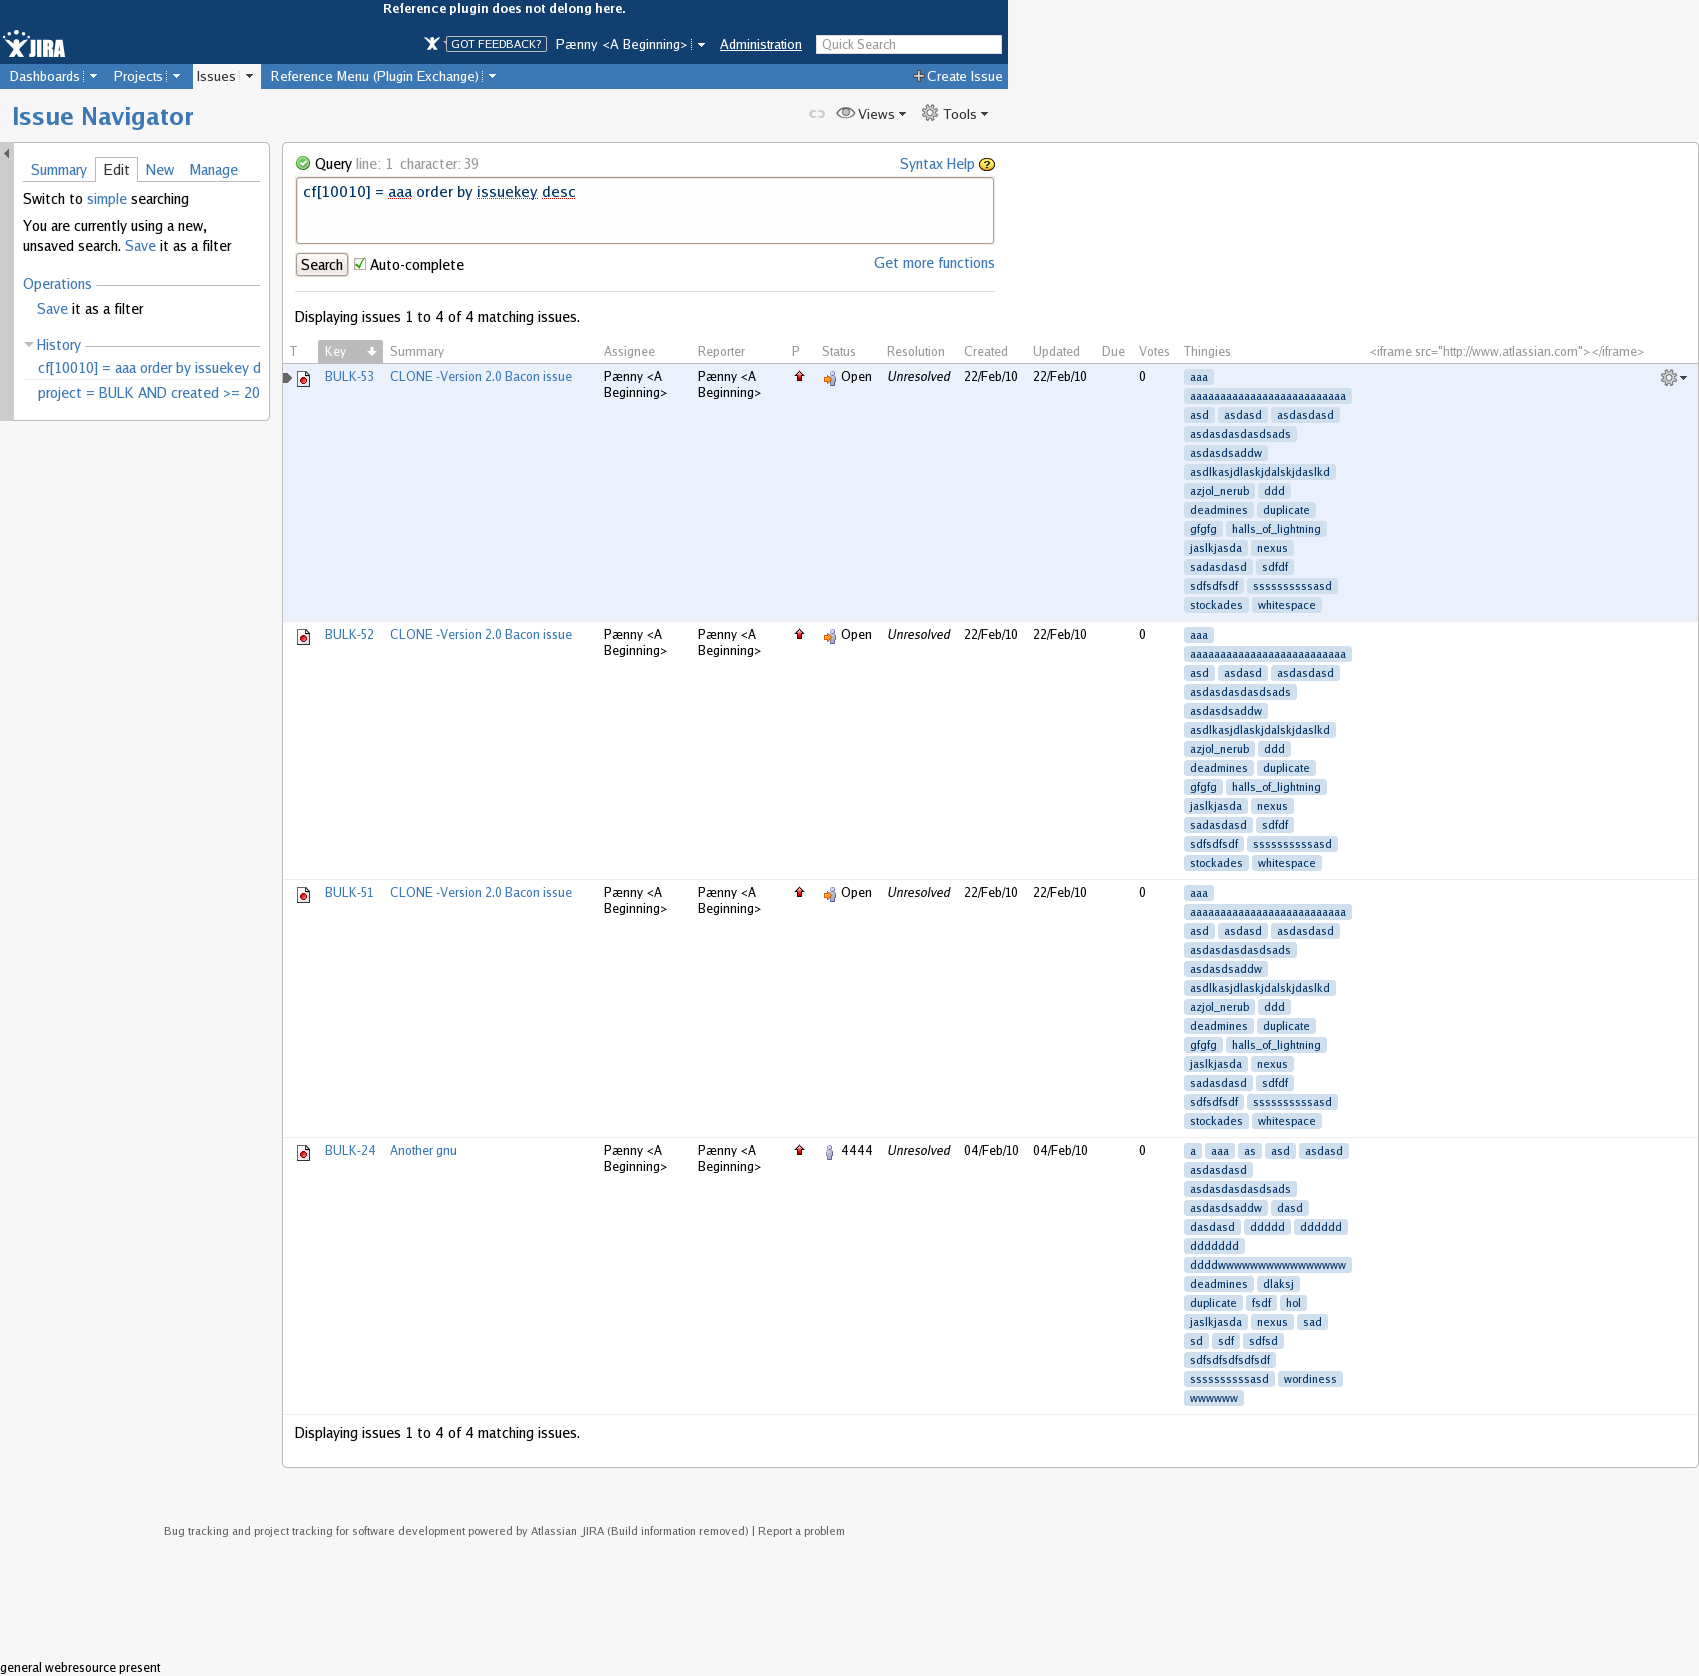 Reference plugin does not delong here.
JIRA GOT FEEDBACK? Pænny <A Beginning> Administration Quick Search
Dashboards Projects Issues Reference Menu (Plugin Exchange) Create Issue
Issue Navigator Views Tools
Summary Edit New Manage
Switch to simple searching
You are currently using a new,
unsaved search. Save it as a filter
Operations
Save it as a filter
History
cf[10010] = aaa order by issuekey d
project = BULK AND created >= 20
Query line: 1 character: 39 Syntax Help ?
cf[10010] = aaa order by issuekey desc
Search Auto-complete Get more functions
Displaying issues 1 to 4 of 4 matching issues.
T Key Summary Assignee Reporter P Status Resolution Created Updated Due Votes Thingies <iframe src="http://www.atlassian.com"></iframe>
BULK-53 CLONE -Version 2.0 Bacon issue Pænny <A Pænny <A Open Unresolved 22/Feb/10 22/Feb/10 0 aaa
Beginning> Beginning> aaaaaaaaaaaaaaaaaaaaaaaaaa
asd asdasd asdasdasd
asdasdasdasdsads
asdasdsaddw
asdlkasjdlaskjdalskjdaslkd
azjol_nerub ddd
deadmines duplicate
gfgfg halls_of_lightning
jaslkjasda nexus
sadasdasd sdfdf
sdfsdfsdf ssssssssssasd
stockades whitespace
BULK-52 CLONE -Version 2.0 Bacon issue Pænny <A Pænny <A Open Unresolved 22/Feb/10 22/Feb/10 0 aaa
Beginning> Beginning> aaaaaaaaaaaaaaaaaaaaaaaaaa
asd asdasd asdasdasd
asdasdasdasdsads
asdasdsaddw
asdlkasjdlaskjdalskjdaslkd
azjol_nerub ddd
deadmines duplicate
gfgfg halls_of_lightning
jaslkjasda nexus
sadasdasd sdfdf
sdfsdfsdf ssssssssssasd
stockades whitespace
BULK-51 CLONE -Version 2.0 Bacon issue Pænny <A Pænny <A Open Unresolved 22/Feb/10 22/Feb/10 0 aaa
Beginning> Beginning> aaaaaaaaaaaaaaaaaaaaaaaaaa
asd asdasd asdasdasd
asdasdasdasdsads
asdasdsaddw
asdlkasjdlaskjdalskjdaslkd
azjol_nerub ddd
deadmines duplicate
gfgfg halls_of_lightning
jaslkjasda nexus
sadasdasd sdfdf
sdfsdfsdf ssssssssssasd
stockades whitespace
BULK-24 Another gnu Pænny <A Pænny <A 4444 Unresolved 04/Feb/10 04/Feb/10 0 a aaa as asd asdasd
Beginning> Beginning> asdasdasd
asdasdasdasdsads
asdasdsaddw dasd
dasdasd ddddd dddddd
ddddddd
ddddwwwwwwwwwwwwwwww
deadmines dlaksj
duplicate fsdf hol
jaslkjasda nexus sad
sd sdf sdfsd
sdfsdfsdfsdfsdf
ssssssssssasd wordiness
wwwwww
Displaying issues 1 to 4 of 4 matching issues.
Bug tracking and project tracking for software development powered by Atlassian JIRA (Build information removed) | Report a problem
general webresource present